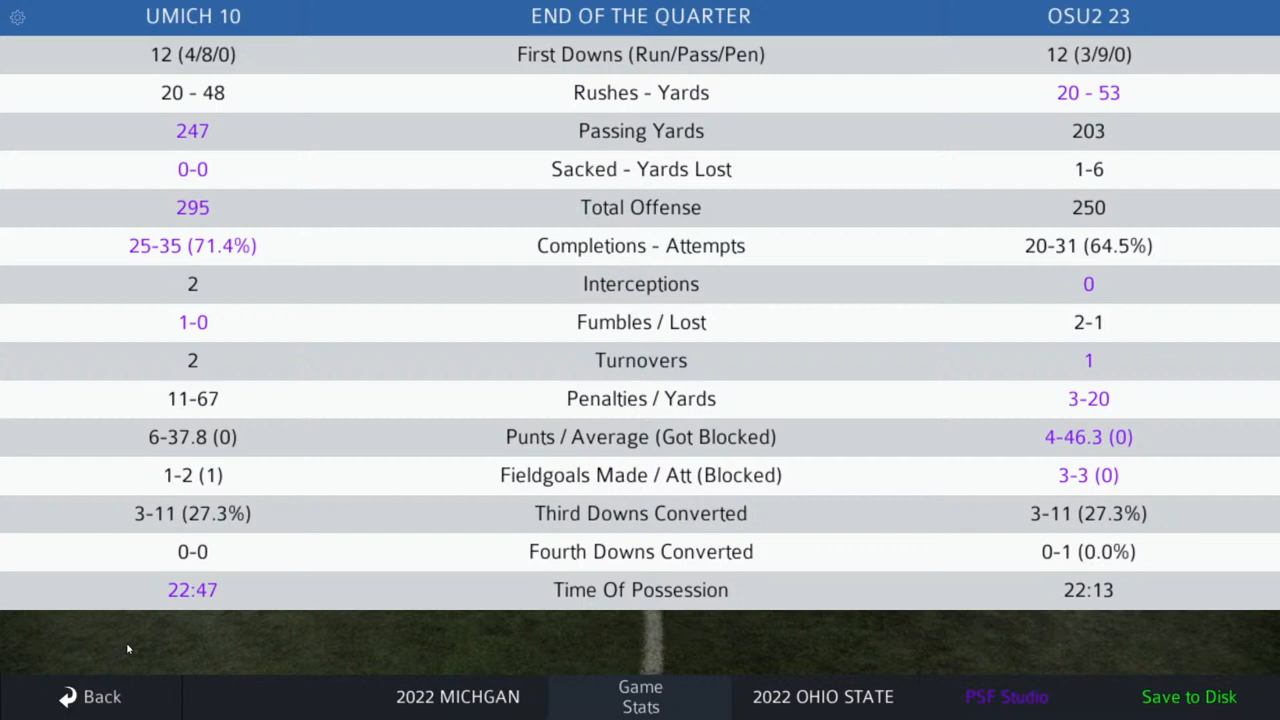 UMICH 10 END OF THE QUARTER OSU2 23
12 (4/8/0) First Downs (Run/Pass/Pen) 12 (3/9/0)
20 - 48 Rushes - Yards 20 - 53
247 Passing Yards 203
0-0 Sacked - Yards Lost 1-6
295 Total Offense 250
25-35 (71.4%) Completions - Attempts 20-31 (64.5%)
2 Interceptions 0
1-0 Fumbles / Lost 2-1
2 Turnovers 1
11-67 Penalties / Yards 3-20
6-37.8 (0) Punts / Average (Got Blocked) 4-46.3 (0)
1-2 (1) Fieldgoals Made / Att (Blocked) 3-3 (0)
3-11 (27.3%) Third Downs Converted 3-11 (27.3%)
0-0 Fourth Downs Converted 0-1 (0.0%)
22:47 Time Of Possession 22:13
Back 2022 MICHGAN Game Stats 2022 OHIO STATE PSF Studio Save to Disk